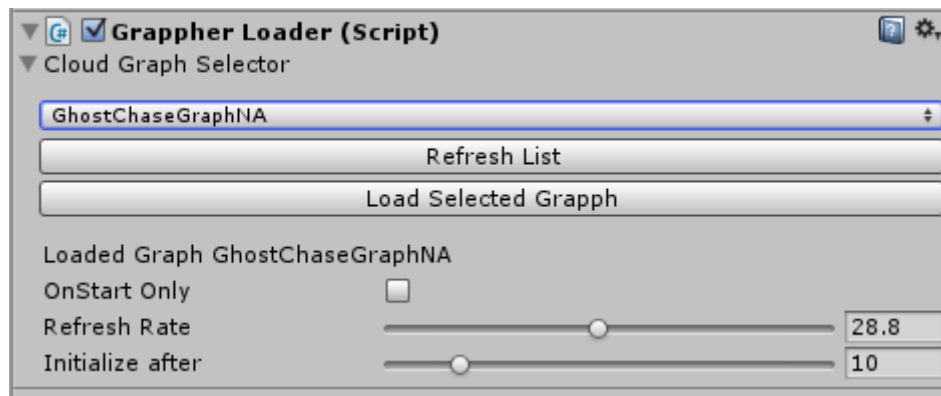 Grappher Loader (Script)
Cloud Graph Selector
GhostChaseGraphNA
Refresh List
Load Selected Grapph
Loaded Graph GhostChaseGraphNA
OnStart Only
Refresh Rate 28.8
Initialize after 10